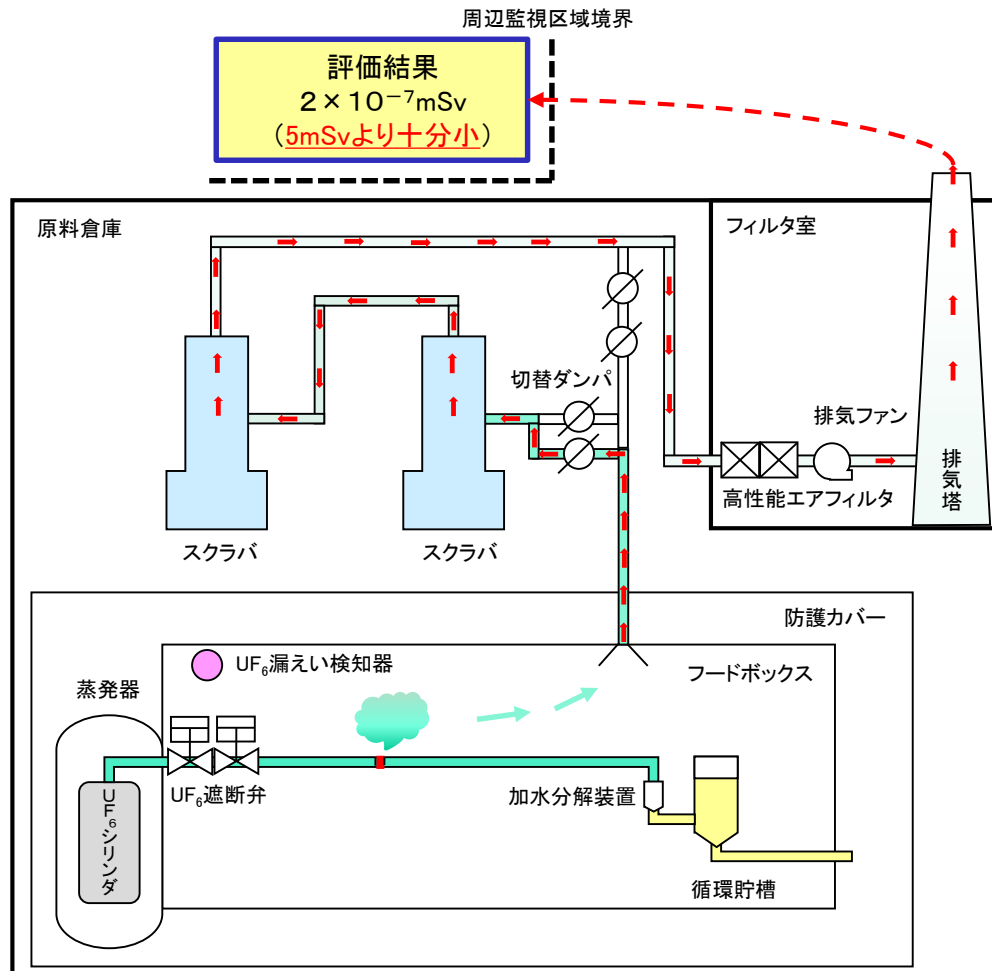 周辺監視区域境界
評価結果
2×10⁻⁷mSv
(5mSvより十分小)
原料倉庫
フィルタ室
切替ダンパ
排気ファン
高性能エアフィルタ
排気塔
スクラバ
スクラバ
防護カバー
UF₆漏えい検知器
フードボックス
蒸発器
UF₆遮断弁
加水分解装置
UF₆シリンダ
循環貯槽